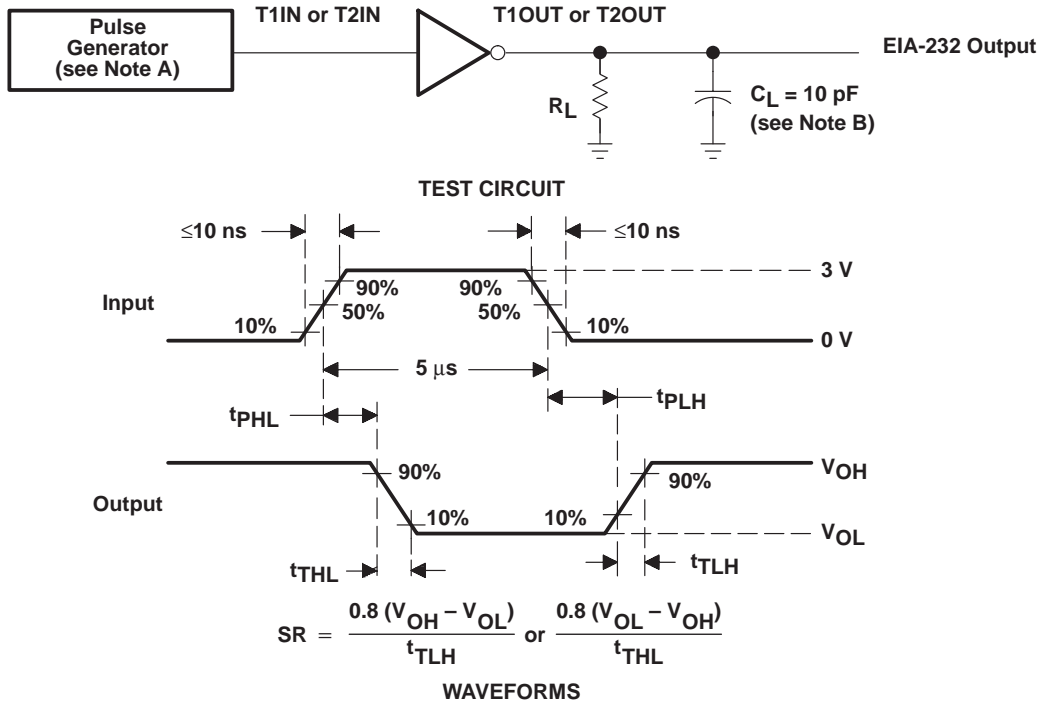 Pulse
Generator
(see Note A)
T1IN or T2IN
T1OUT or T2OUT
EIA-232 Output
RL
CL = 10 pF
(see Note B)
TEST CIRCUIT
≤10 ns
≤10 ns
Input
3 V
90%
90%
50%
50%
10%
10%
0 V
5 μs
tPHL
tPLH
Output
VOH
90%
90%
10%
10%
VOL
tTHL
tTLH
SR = 0.8 (VOH – VOL) / tTLH or 0.8 (VOL – VOH) / tTHL
WAVEFORMS